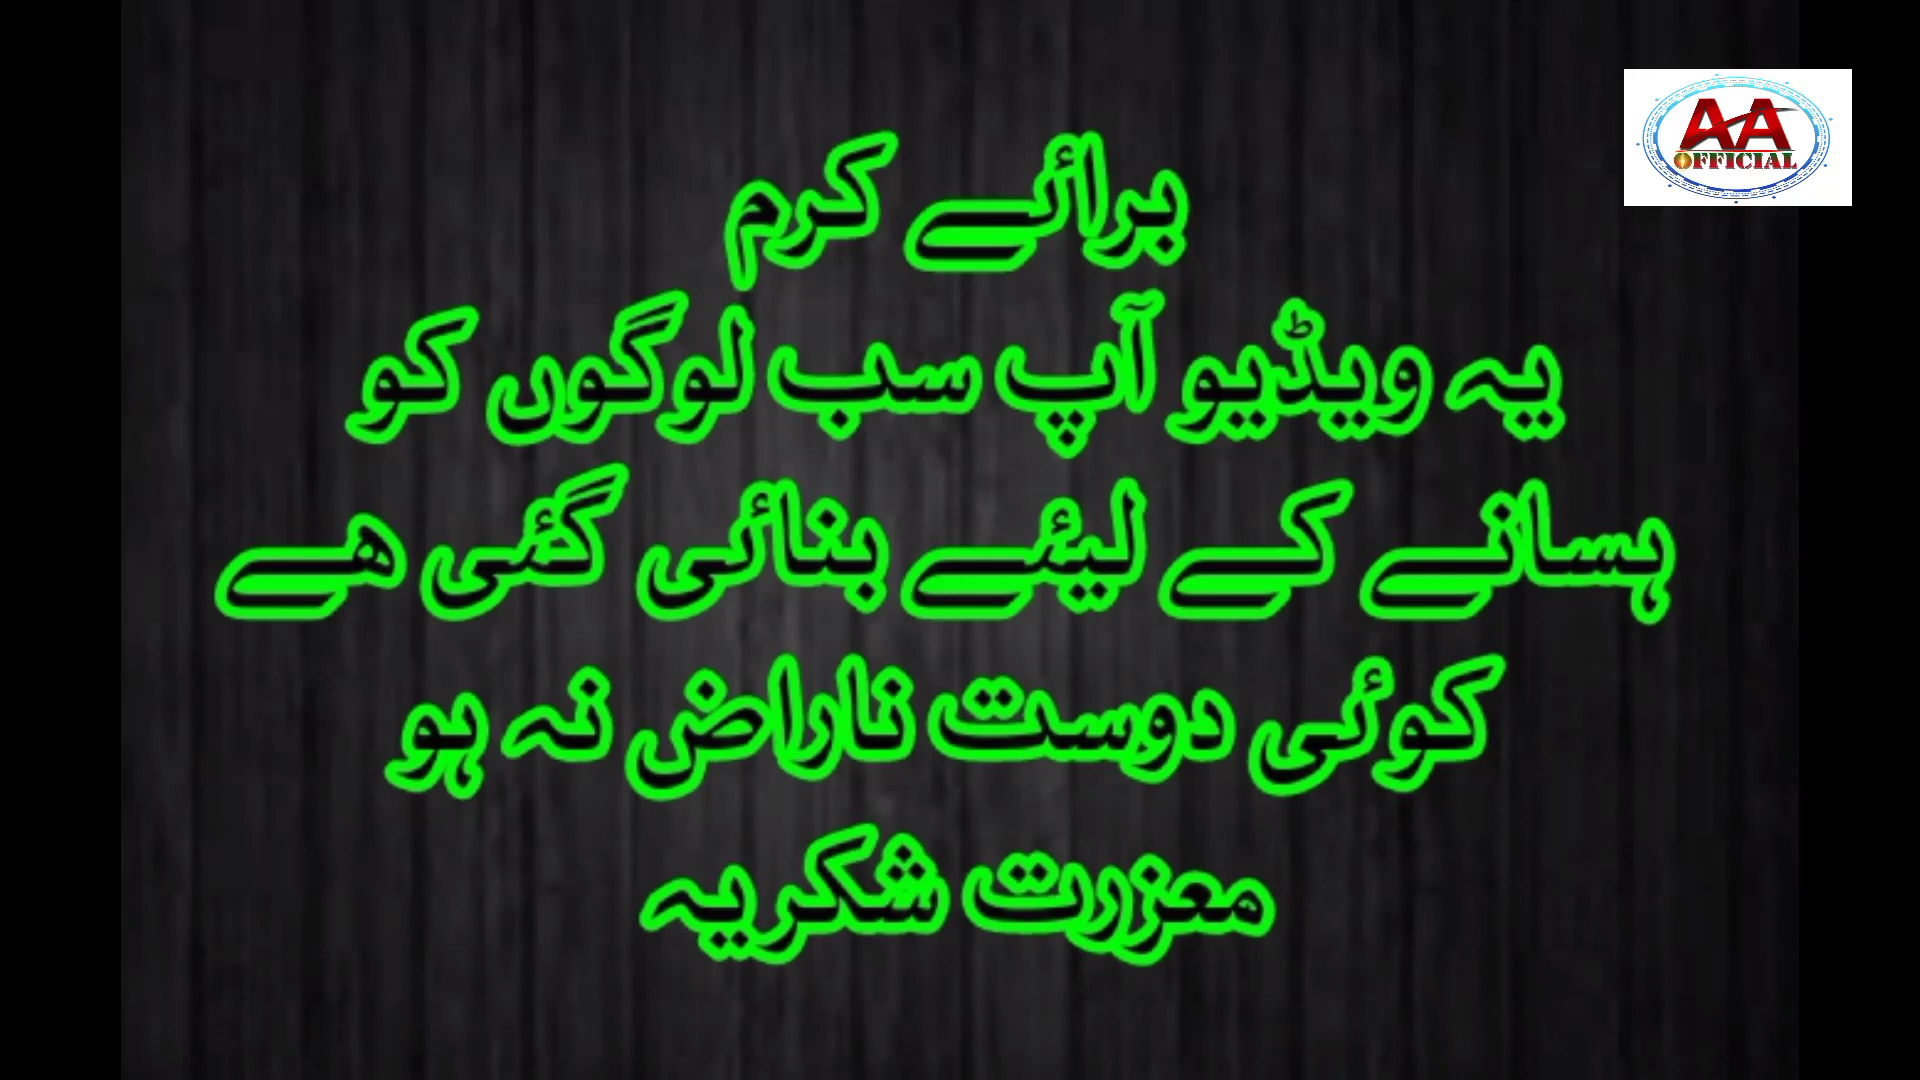 AA
OFFICIAL
برائے کرم
یہ ویڈیو آپ سب لوگوں کو
ہسانے کے لیئے بنائی گئی ھے
کوئی دوست ناراض نہ ہو
معزرت شکریہ